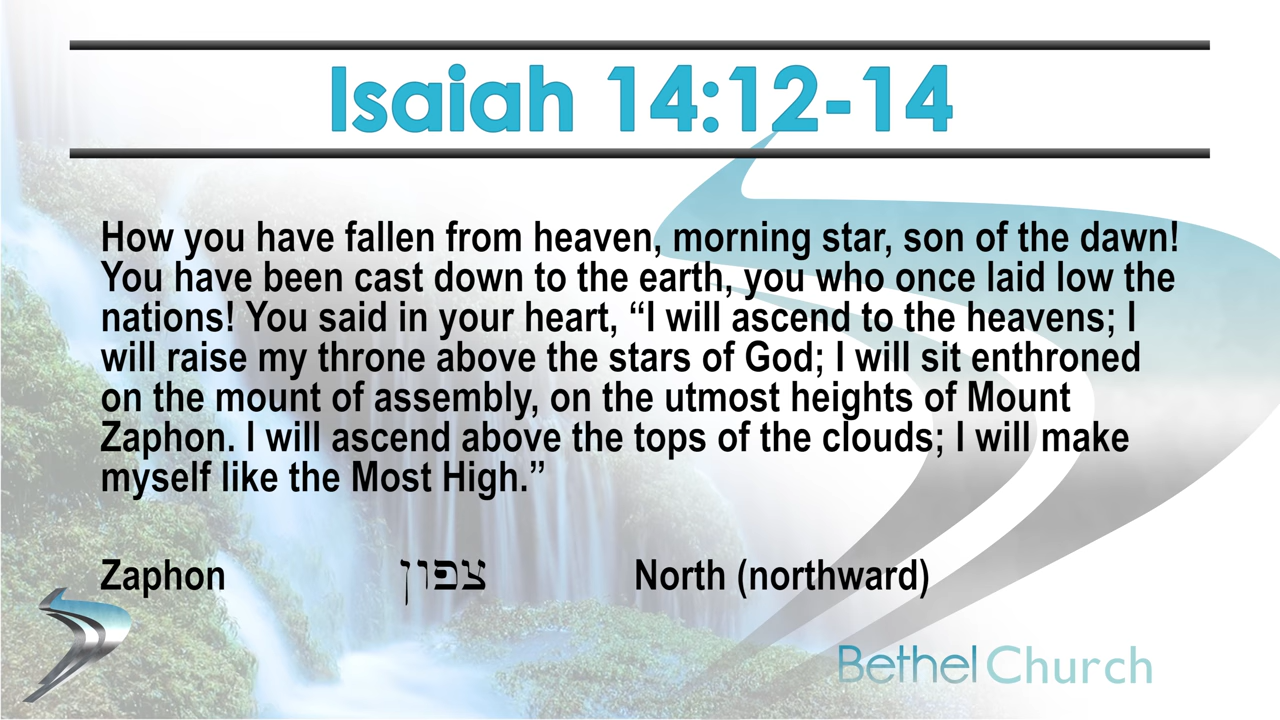 Isaiah 14:12-14
How you have fallen from heaven, morning star, son of the dawn!
You have been cast down to the earth, you who once laid low the
nations! You said in your heart, “I will ascend to the heavens; I
will raise my throne above the stars of God; I will sit enthroned
on the mount of assembly, on the utmost heights of Mount
Zaphon. I will ascend above the tops of the clouds; I will make
myself like the Most High.”
Zaphon צפון North (northward)
Bethel Church